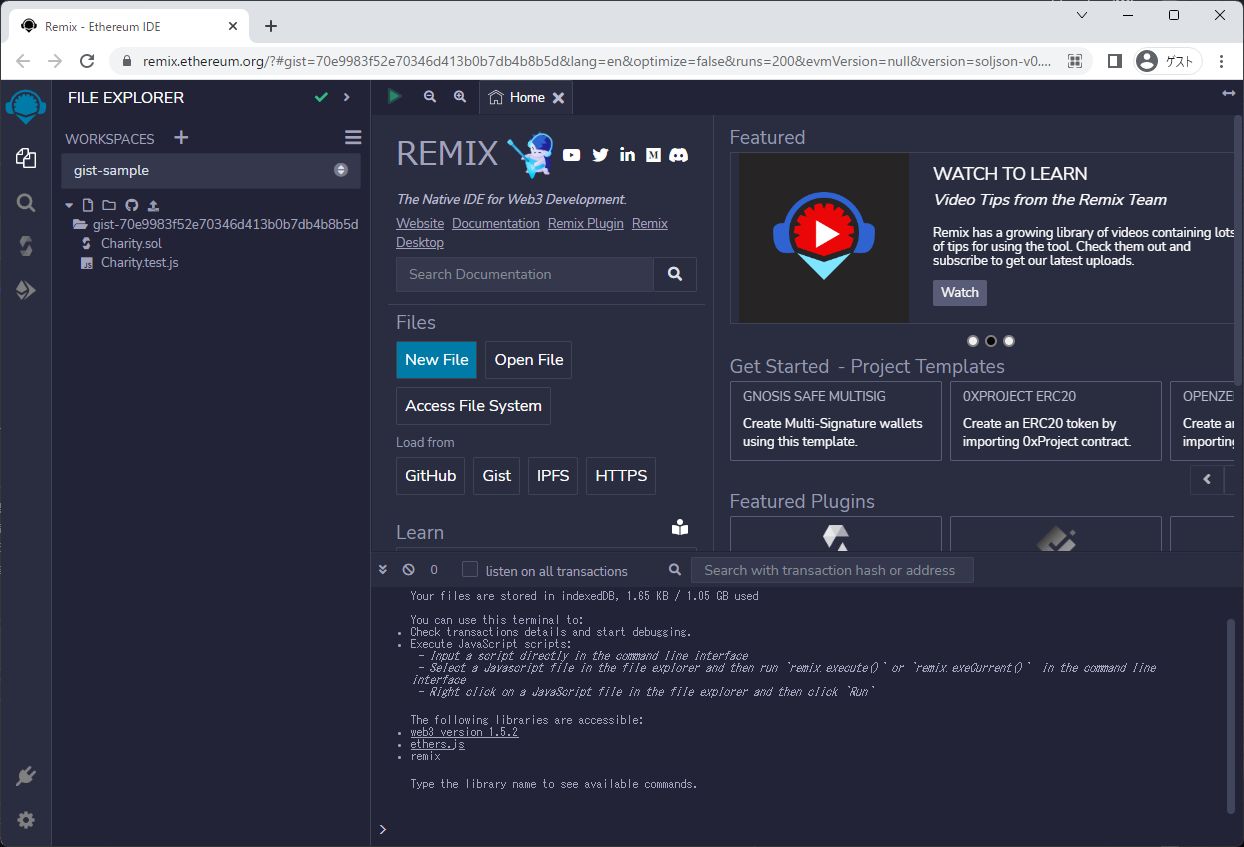 Remix - Ethereum IDE
remix.ethereum.org/?#gist=70e9983f52e70346d413b0b7db4b8b5d&lang=en&optimize=false&runs=200&evmVersion=null&version=soljson-v0....
ゲスト
FILE EXPLORER
WORKSPACES
gist-sample
gist-70e9983f52e70346d413b0b7db4b8b5d
Charity.sol
JS Charity.test.js
Home
REMIX
The Native IDE for Web3 Development.
Website Documentation Remix Plugin Remix
Desktop
Search Documentation
Files
New File Open File
Access File System
Load from
GitHub Gist IPFS HTTPS
Learn
Featured
WATCH TO LEARN
Video Tips from the Remix Team
Remix has a growing library of videos containing lots
of tips for using the tool. Check them out and
subscribe to get our latest uploads.
Watch
Get Started - Project Templates
GNOSIS SAFE MULTISIG
Create Multi-Signature wallets
using this template.
0XPROJECT ERC20
Create an ERC20 token by
importing 0xProject contract.
OPENZE
Create ar
importing
Featured Plugins
0
listen on all transactions
Search with transaction hash or address
Your files are stored in indexedDB, 1.65 KB / 1.05 GB used
You can use this terminal to:
• Check transactions details and start debugging.
• Execute JavaScript scripts:
- Input a script directly in the command line interface
- Select a Javascript file in the file explorer and then run `remix.execute()` or `remix.exeCurrent()` in the command line
interface
- Right click on a JavaScript file in the file explorer and then click `Run`
The following libraries are accessible:
• web3 version 1.5.2
• ethers.js
• remix
Type the library name to see available commands.
>